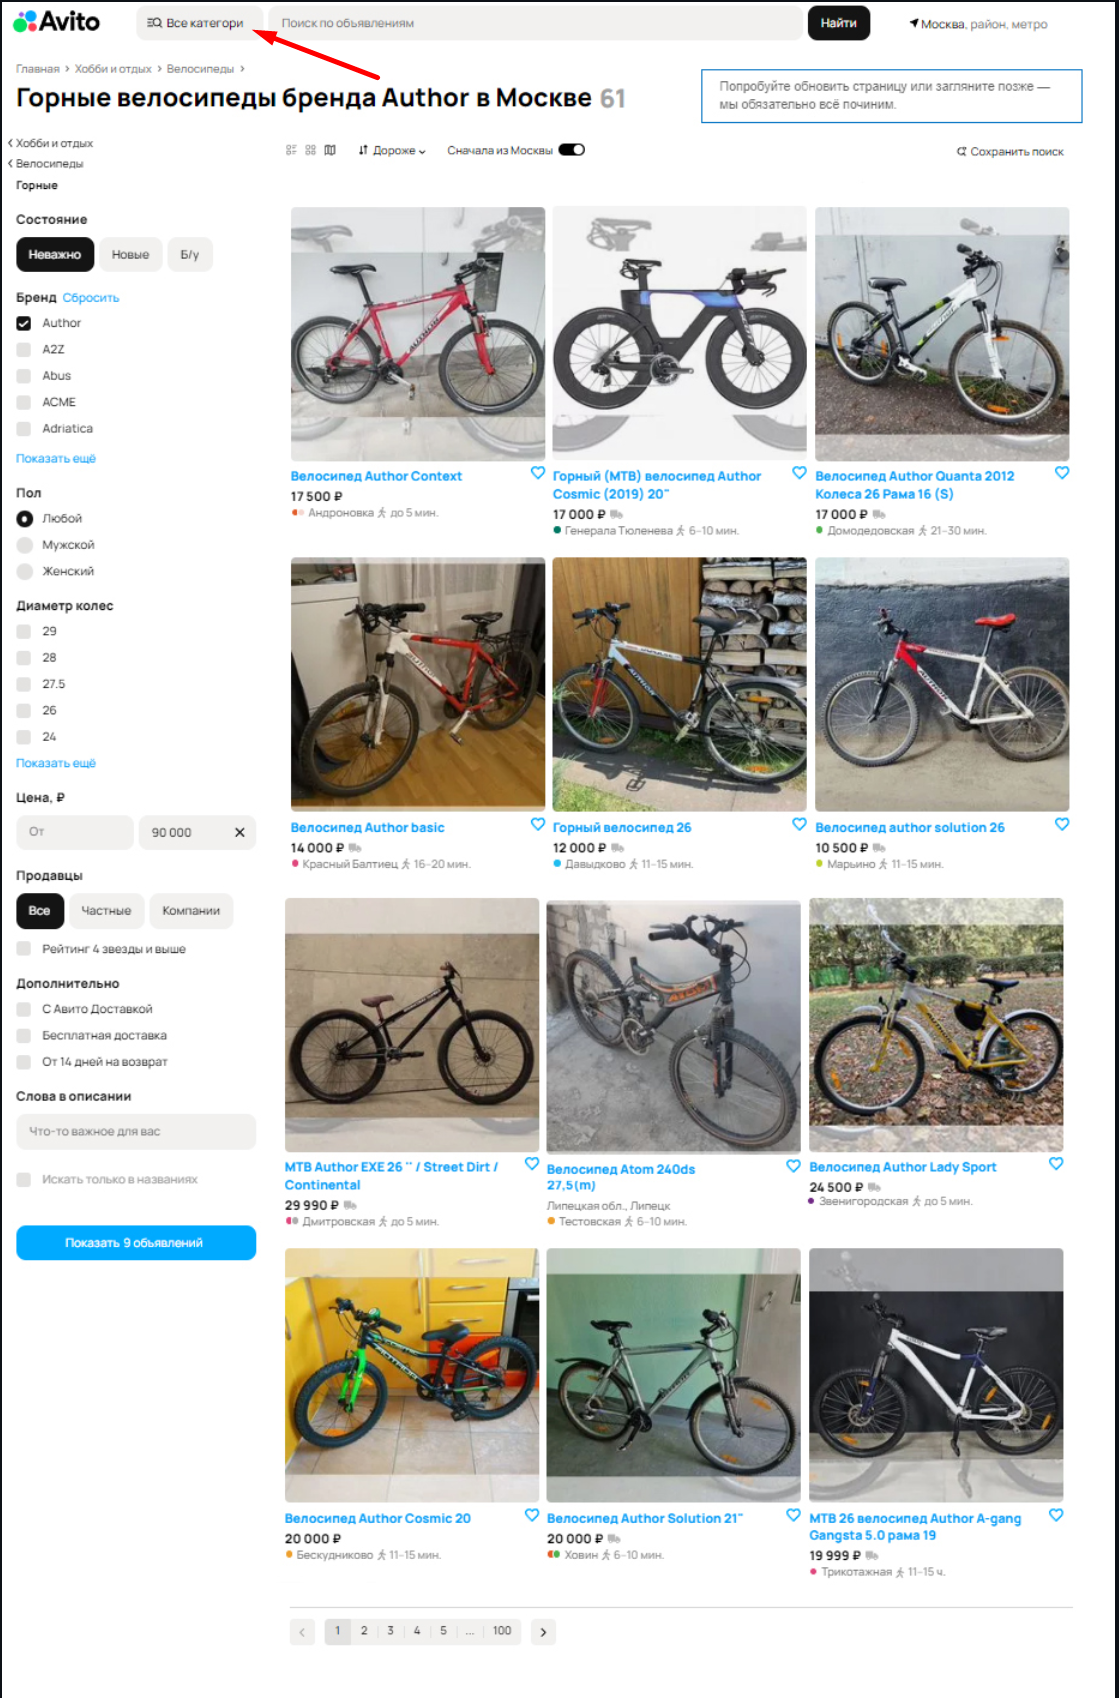 Avito
Все категори
Поиск по объявлениям
Найти
Москва, район, метро
Главная > Хобби и отдых > Велосипеды >
Горные велосипеды бренда Author в Москве 61
Попробуйте обновить страницу или загляните позже —
мы обязательно всё починим.
Хобби и отдых
Велосипеды
Горные
Дороже
Сначала из Москвы
Сохранить поиск
Состояние
Неважно Новые Б/у
Бренд Сбросить
Author
A2Z
Abus
ACME
Adriatica
Показать ещё
Пол
Любой
Мужской
Женский
Диаметр колес
29
28
27.5
26
24
Показать ещё
Цена, ₽
От
90 000
Продавцы
Все Частные Компании
Рейтинг 4 звезды и выше
Дополнительно
С Авито Доставкой
Бесплатная доставка
От 14 дней на возврат
Слова в описании
Что-то важное для вас
Искать только в названиях
Показать 9 объявлений
Велосипед Author Context
17 500 ₽
Андроновка до 5 мин.
Горный (MTB) велосипед Author
Cosmic (2019) 20"
17 000 ₽
Генерала Тюленева 6–10 мин.
Велосипед Author Quanta 2012
Колеса 26 Рама 16 (S)
17 000 ₽
Домодедовская 21–30 мин.
Велосипед Author basic
14 000 ₽
Красный Балтиец 16–20 мин.
Горный велосипед 26
12 000 ₽
Давыдково 11–15 мин.
Велосипед author solution 26
10 500 ₽
Марьино 11–15 мин.
MTB Author EXE 26 '' / Street Dirt /
Continental
29 990 ₽
Дмитровская до 5 мин.
Велосипед Atom 240ds
27,5(m)
Липецкая обл., Липецк
Тестовская 6–10 мин.
Велосипед Author Lady Sport
24 500 ₽
Звенигородская до 5 мин.
Велосипед Author Cosmic 20
20 000 ₽
Бескудниково 11–15 мин.
Велосипед Author Solution 21"
20 000 ₽
Ховин 6–10 мин.
MTB 26 велосипед Author A-gang
Gangsta 5.0 рама 19
19 999 ₽
Трикотажная 11–15 ч.
< 1 2 3 4 5 ... 100 >